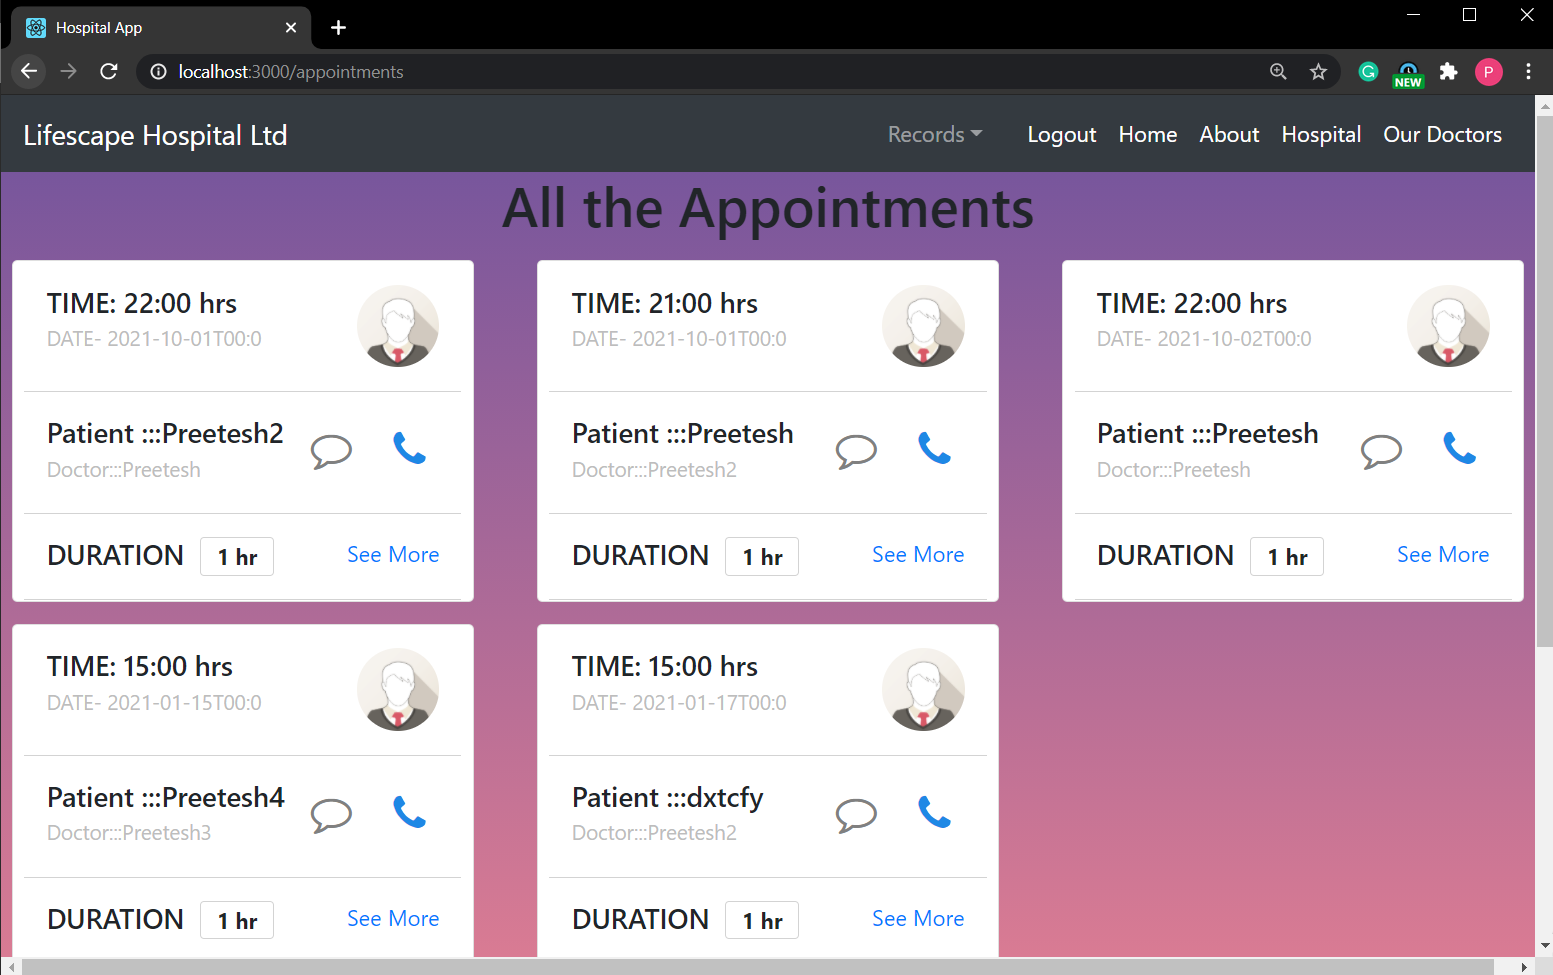 Hospital App
localhost:3000/appointments
NEW
P
Lifescape Hospital Ltd
Records
Logout
Home
About
Hospital
Our Doctors
All the Appointments
TIME: 22:00 hrs
DATE- 2021-10-01T00:0
Patient :::Preetesh2
Doctor:::Preetesh
DURATION 1 hr See More
TIME: 21:00 hrs
DATE- 2021-10-01T00:0
Patient :::Preetesh
Doctor:::Preetesh2
DURATION 1 hr See More
TIME: 22:00 hrs
DATE- 2021-10-02T00:0
Patient :::Preetesh
Doctor:::Preetesh
DURATION 1 hr See More
TIME: 15:00 hrs
DATE- 2021-01-15T00:0
Patient :::Preetesh4
Doctor:::Preetesh3
DURATION 1 hr See More
TIME: 15:00 hrs
DATE- 2021-01-17T00:0
Patient :::dxtcfy
Doctor:::Preetesh2
DURATION 1 hr See More